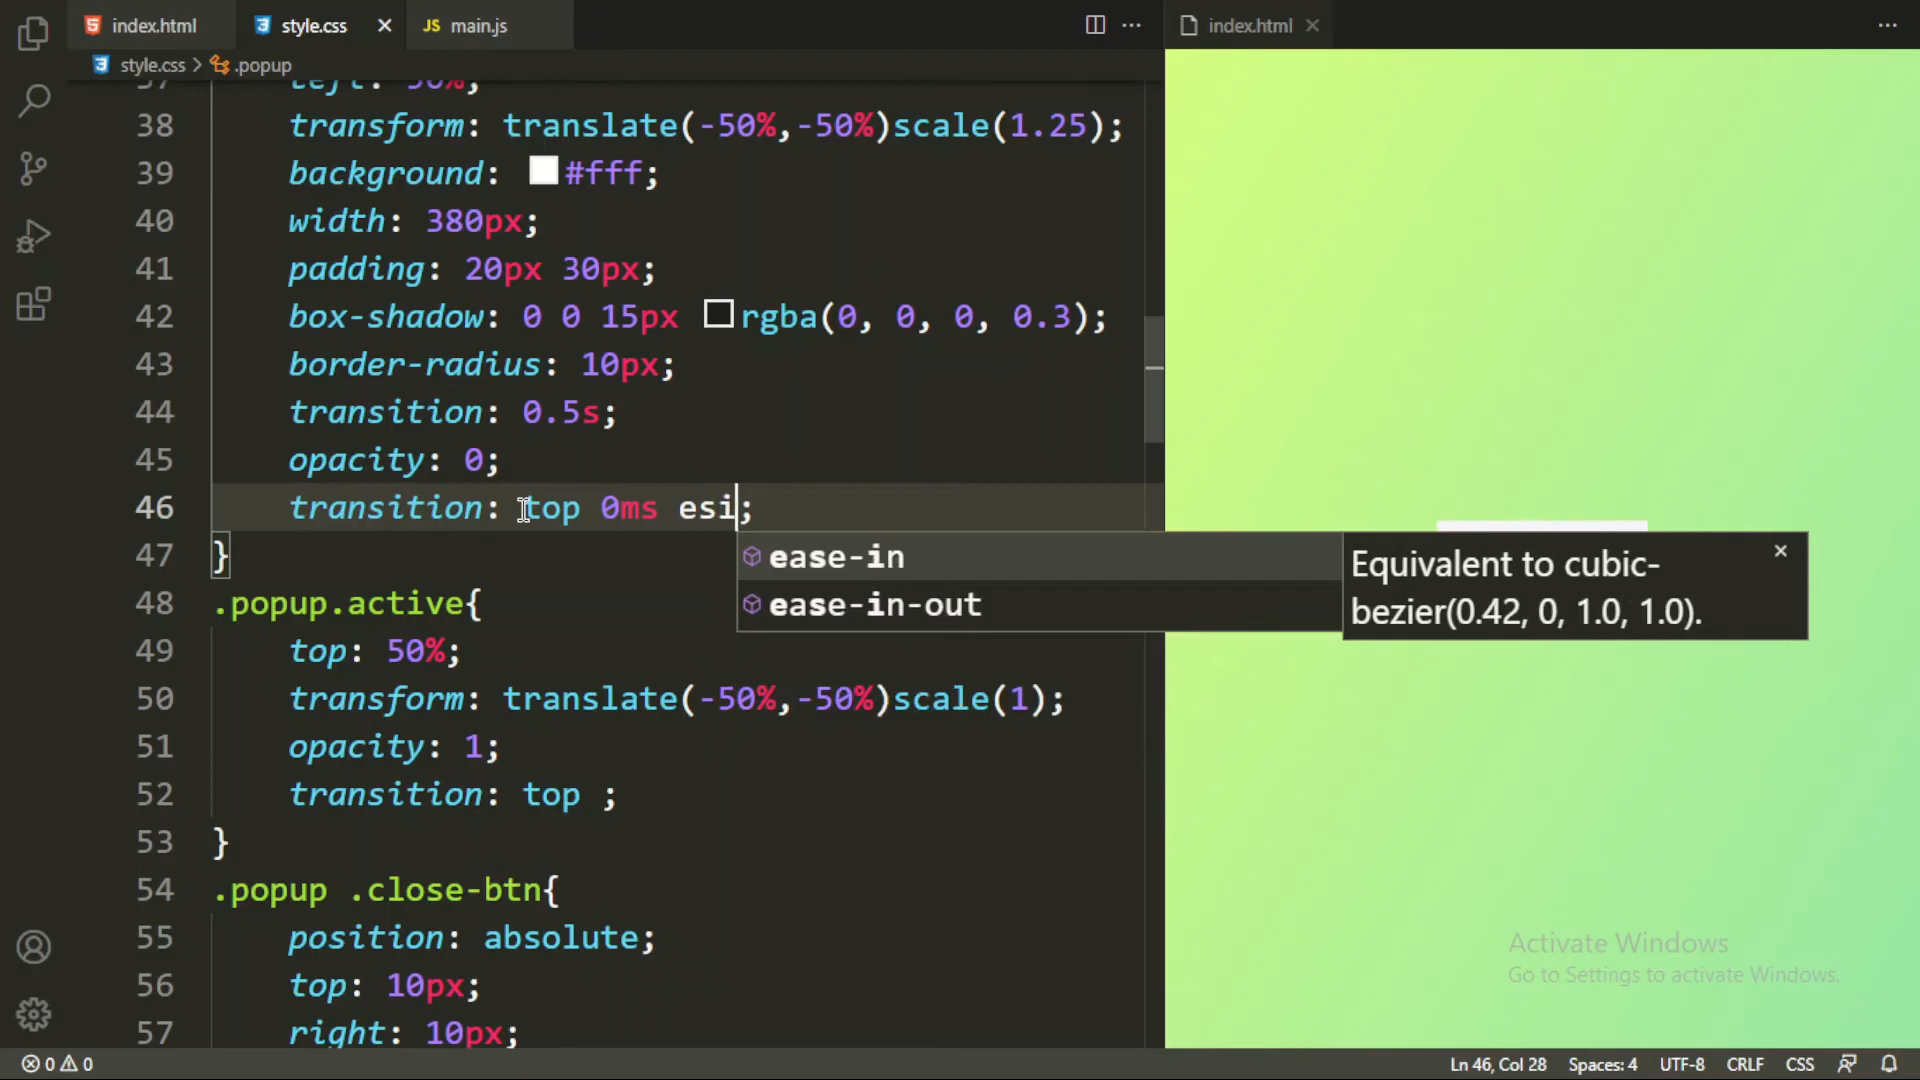 index.html
style.css
JS main.js
index.html
style.css > .popup
37 left: 50%;
38 transform: translate(-50%,-50%)scale(1.25);
39 background: #fff;
40 width: 380px;
41 padding: 20px 30px;
42 box-shadow: 0 0 15px rgba(0, 0, 0, 0.3);
43 border-radius: 10px;
44 transition: 0.5s;
45 opacity: 0;
46 transition: top 0ms esi;
47 }
ease-in
ease-in-out
Equivalent to cubic-
bezier(0.42, 0, 1.0, 1.0).
48 .popup.active{
49 top: 50%;
50 transform: translate(-50%,-50%)scale(1);
51 opacity: 1;
52 transition: top ;
53 }
54 .popup .close-btn{
55 position: absolute;
56 top: 10px;
57 right: 10px;
Activate Windows
Go to Settings to activate Windows.
0 0
Ln 46, Col 28 Spaces: 4 UTF-8 CRLF CSS